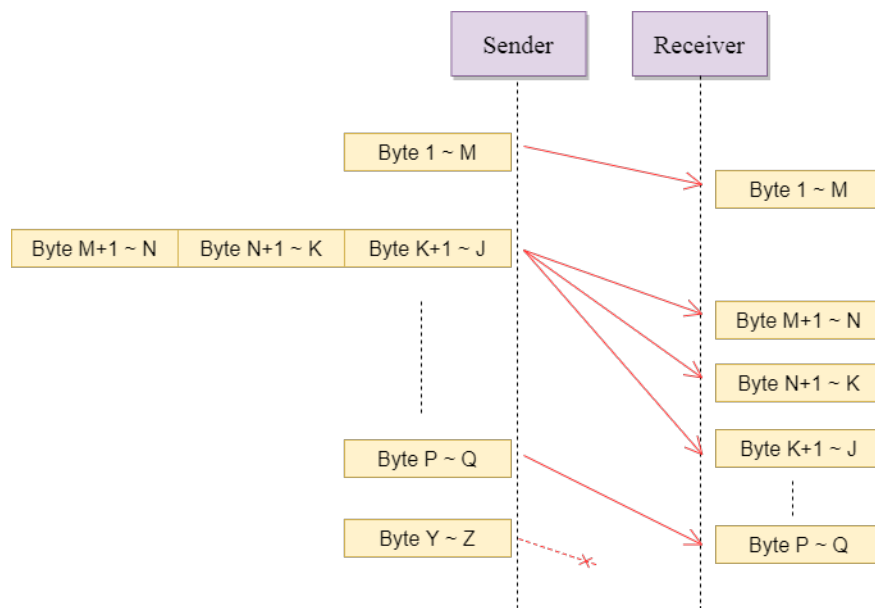 Sender
Receiver
Byte 1 ~ M
Byte 1 ~ M
Byte M+1 ~ N
Byte N+1 ~ K
Byte K+1 ~ J
Byte M+1 ~ N
Byte N+1 ~ K
Byte K+1 ~ J
Byte P ~ Q
Byte Y ~ Z
Byte P ~ Q